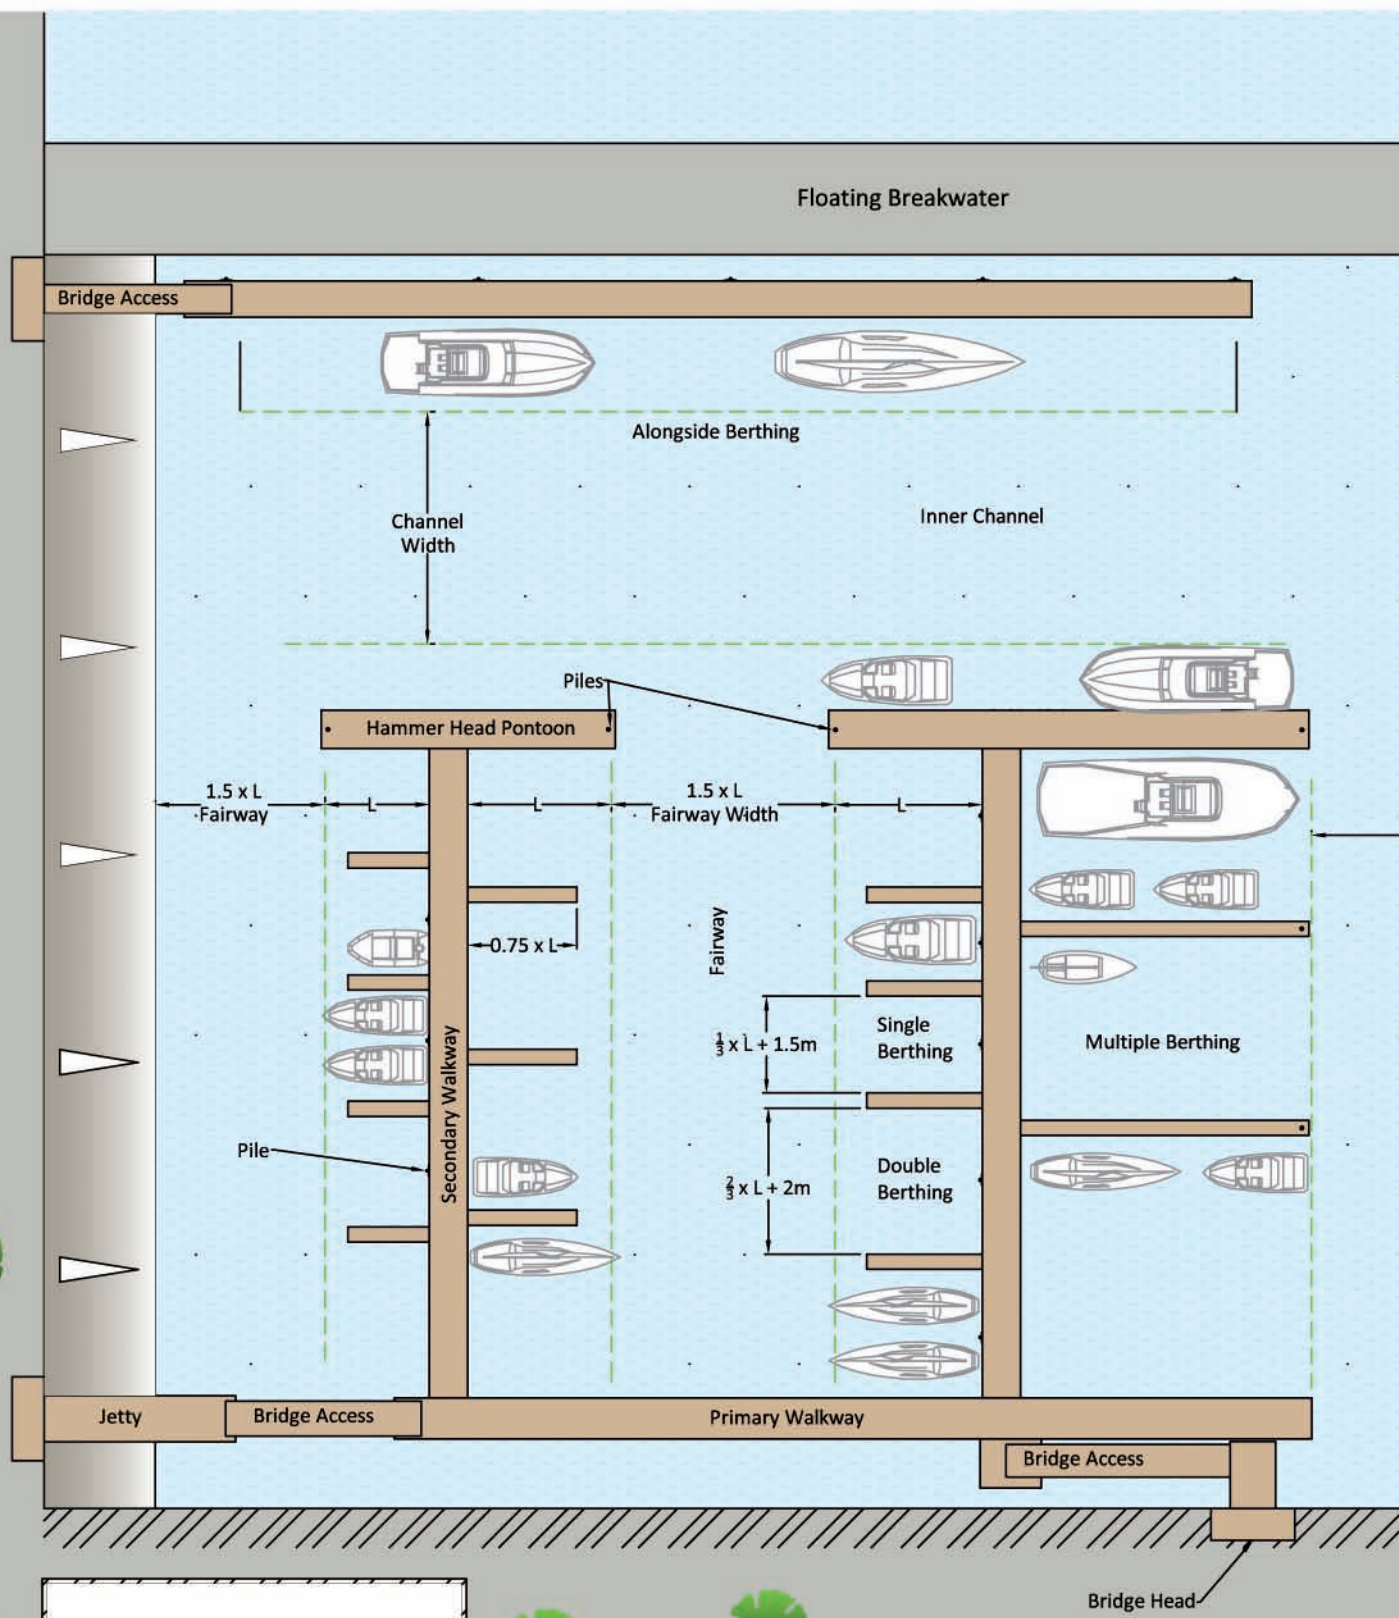 Floating Breakwater
Bridge Access
Alongside Berthing
Channel
Width
Inner Channel
Piles
Hammer Head Pontoon
1.5 x L
Fairway
L
L
1.5 x L
Fairway Width
L
0.75 x L
Fairway
Single
Berthing
1/3 x L + 1.5m
Multiple Berthing
Secondary Walkway
Pile
Double
Berthing
2/3 x L + 2m
Jetty
Bridge Access
Primary Walkway
Bridge Access
Bridge Head